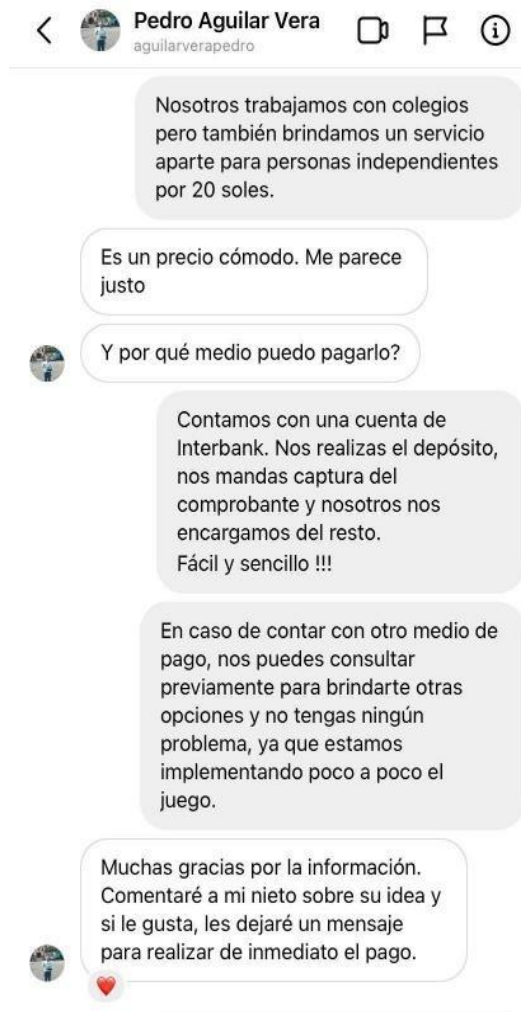 Pedro Aguilar Vera
aguilarverapedro
Nosotros trabajamos con colegios
pero también brindamos un servicio
aparte para personas independientes
por 20 soles.
Es un precio cómodo. Me parece
justo
Y por qué medio puedo pagarlo?
Contamos con una cuenta de
Interbank. Nos realizas el depósito,
nos mandas captura del
comprobante y nosotros nos
encargamos del resto.
Fácil y sencillo !!!
En caso de contar con otro medio de
pago, nos puedes consultar
previamente para brindarte otras
opciones y no tengas ningún
problema, ya que estamos
implementando poco a poco el
juego.
Muchas gracias por la información.
Comentaré a mi nieto sobre su idea y
si le gusta, les dejaré un mensaje
para realizar de inmediato el pago.